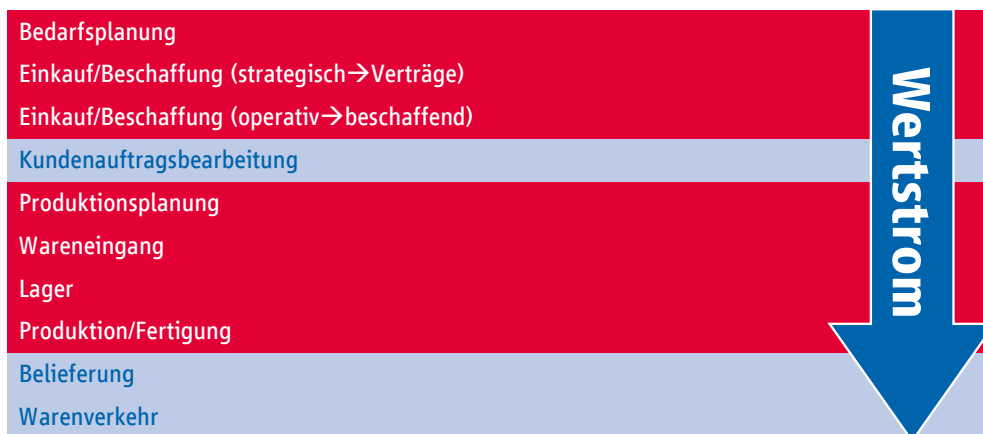 Bedarfsplanung
Einkauf/Beschaffung (strategisch→Verträge)
Einkauf/Beschaffung (operativ→beschaffend)
Kundenauftragsbearbeitung
Produktionsplanung
Wareneingang
Lager
Produktion/Fertigung
Belieferung
Warenverkehr
Wertstrom